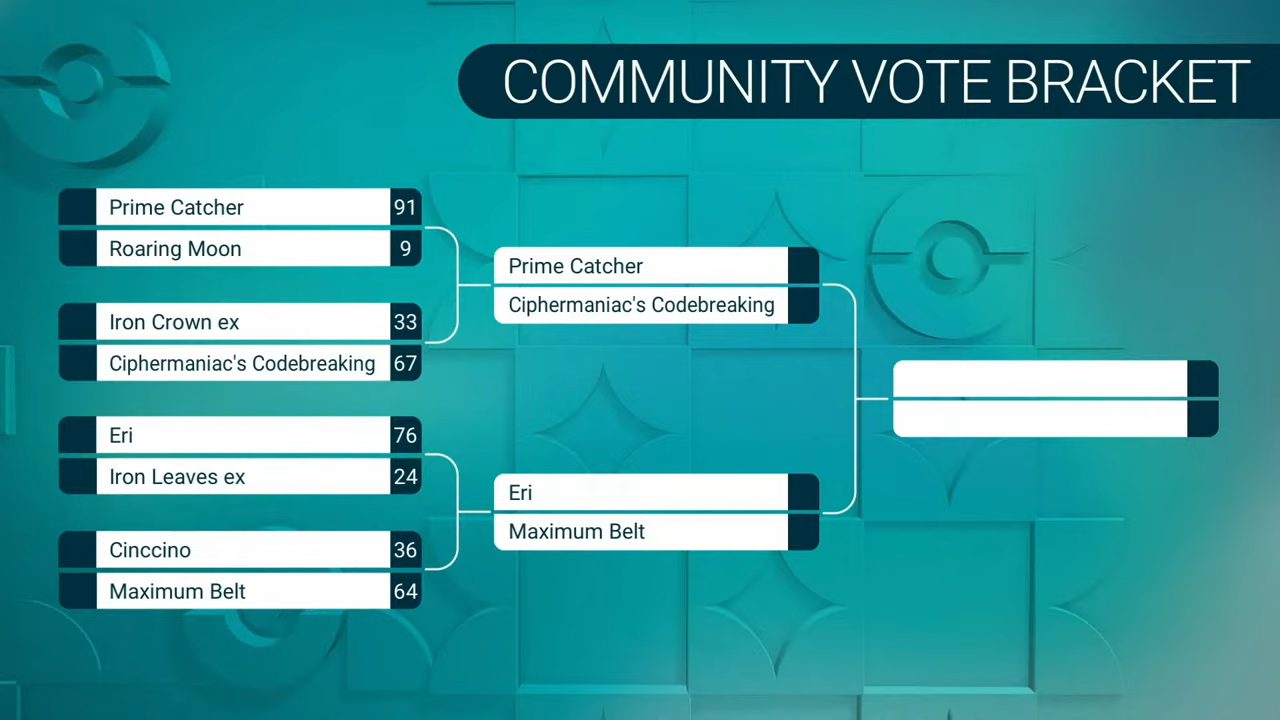 COMMUNITY VOTE BRACKET
Prime Catcher 91
Roaring Moon 9
Iron Crown ex 33
Ciphermaniac's Codebreaking 67
Eri 76
Iron Leaves ex 24
Cinccino 36
Maximum Belt 64
Prime Catcher
Ciphermaniac's Codebreaking
Eri
Maximum Belt